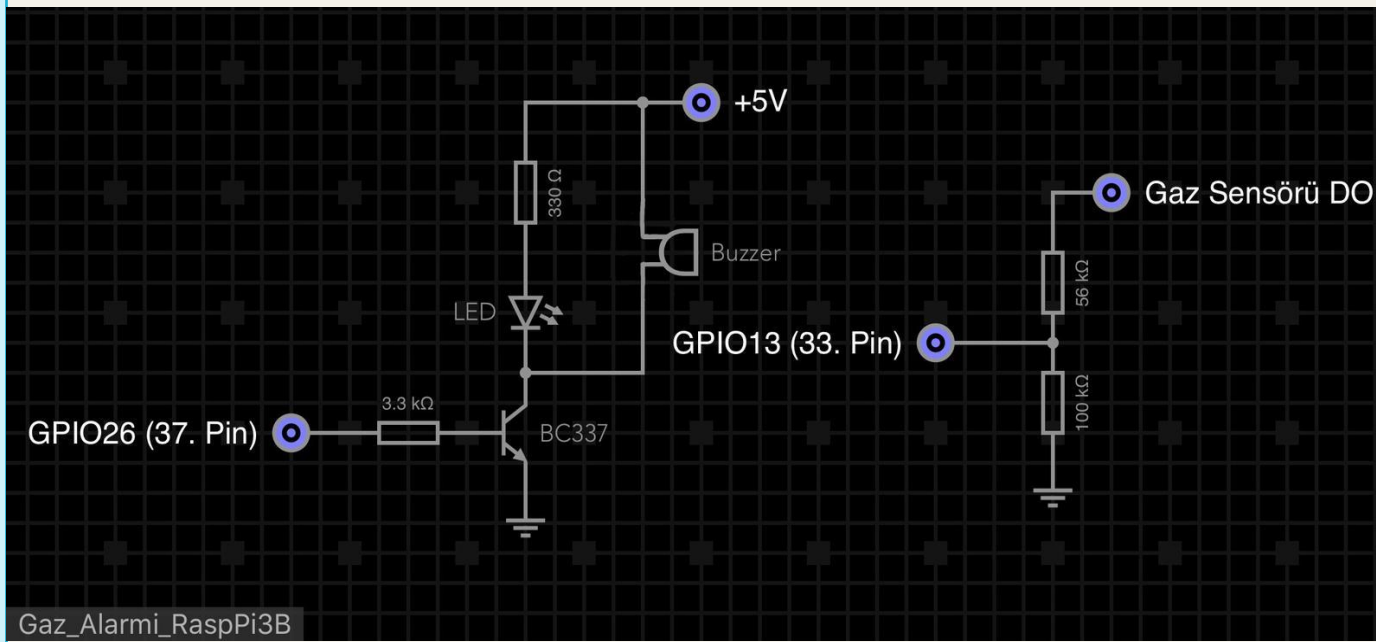 +5V
330 Ω
Gaz Sensörü DO
Buzzer
56 kΩ
LED
GPIO13 (33. Pin)
3.3 kΩ
100 kΩ
GPIO26 (37. Pin)
BC337
Gaz_Alarmi_RaspPi3B